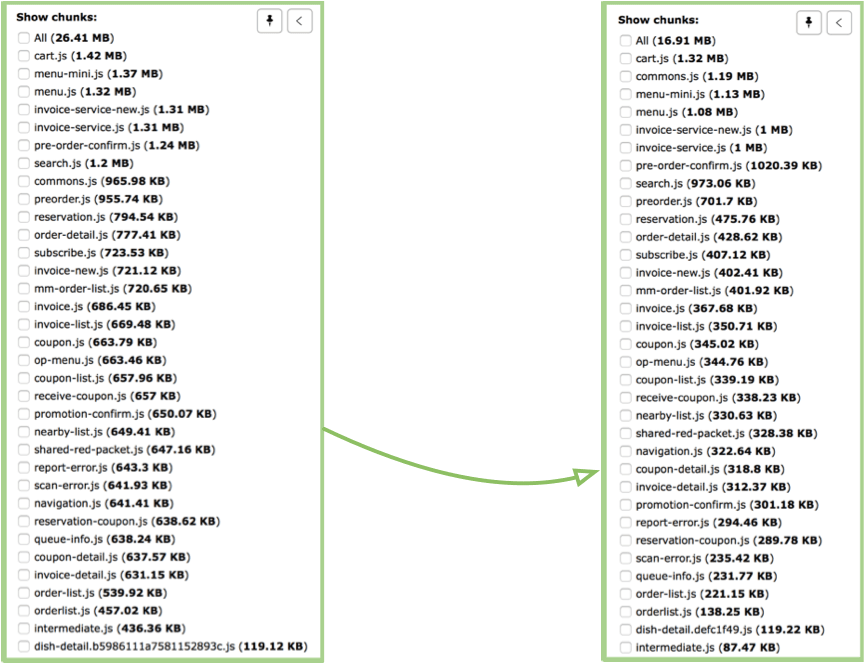 Show chunks:
All (26.41 MB)
cart.js (1.42 MB)
menu-mini.js (1.37 MB)
menu.js (1.32 MB)
invoice-service-new.js (1.31 MB)
invoice-service.js (1.31 MB)
pre-order-confirm.js (1.24 MB)
search.js (1.2 MB)
commons.js (965.98 KB)
preorder.js (955.74 KB)
reservation.js (794.54 KB)
order-detail.js (777.41 KB)
subscribe.js (723.53 KB)
invoice-new.js (721.12 KB)
mm-order-list.js (720.65 KB)
invoice.js (686.45 KB)
invoice-list.js (669.48 KB)
coupon.js (663.79 KB)
op-menu.js (663.46 KB)
coupon-list.js (657.96 KB)
receive-coupon.js (657 KB)
promotion-confirm.js (650.07 KB)
nearby-list.js (649.41 KB)
shared-red-packet.js (647.16 KB)
report-error.js (643.3 KB)
scan-error.js (641.93 KB)
navigation.js (641.41 KB)
reservation-coupon.js (638.62 KB)
queue-info.js (638.24 KB)
coupon-detail.js (637.57 KB)
invoice-detail.js (631.15 KB)
order-list.js (539.92 KB)
orderlist.js (457.02 KB)
intermediate.js (436.36 KB)
dish-detail.b5986111a7581152893c.js (119.12 KB)
Show chunks:
All (16.91 MB)
cart.js (1.32 MB)
commons.js (1.19 MB)
menu-mini.js (1.13 MB)
menu.js (1.08 MB)
invoice-service-new.js (1 MB)
invoice-service.js (1 MB)
pre-order-confirm.js (1020.39 KB)
search.js (973.06 KB)
preorder.js (701.7 KB)
reservation.js (475.76 KB)
order-detail.js (428.62 KB)
subscribe.js (407.12 KB)
invoice-new.js (402.41 KB)
mm-order-list.js (401.92 KB)
invoice.js (367.68 KB)
invoice-list.js (350.71 KB)
coupon.js (345.02 KB)
op-menu.js (344.76 KB)
coupon-list.js (339.19 KB)
receive-coupon.js (338.23 KB)
nearby-list.js (330.63 KB)
shared-red-packet.js (328.38 KB)
navigation.js (322.64 KB)
coupon-detail.js (318.8 KB)
invoice-detail.js (312.37 KB)
promotion-confirm.js (301.18 KB)
report-error.js (294.46 KB)
reservation-coupon.js (289.78 KB)
scan-error.js (235.42 KB)
queue-info.js (231.77 KB)
order-list.js (221.15 KB)
orderlist.js (138.25 KB)
dish-detail.defc1f49.js (119.22 KB)
intermediate.js (87.47 KB)